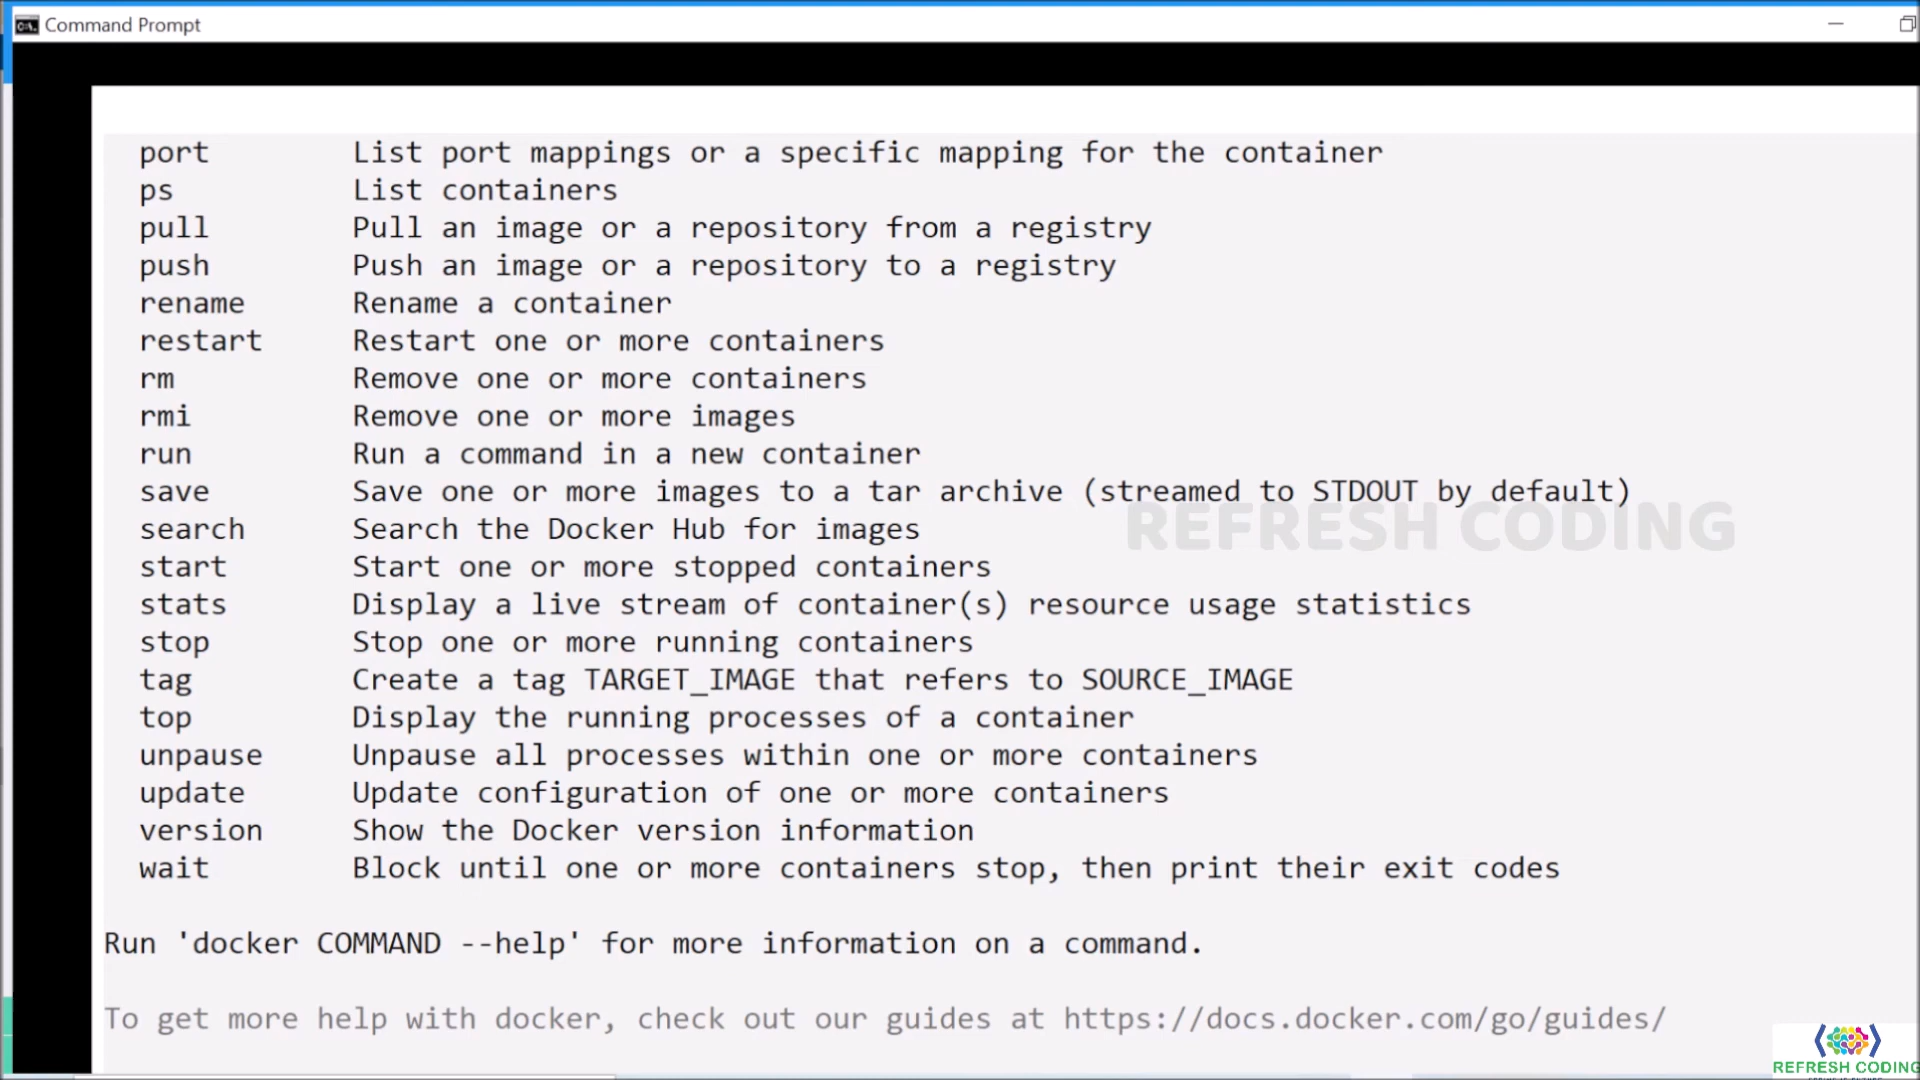 Command Prompt
port List port mappings or a specific mapping for the container
ps List containers
pull Pull an image or a repository from a registry
push Push an image or a repository to a registry
rename Rename a container
restart Restart one or more containers
rm Remove one or more containers
rmi Remove one or more images
run Run a command in a new container
save Save one or more images to a tar archive (streamed to STDOUT by default)
REFRESH CODING
search Search the Docker Hub for images
start Start one or more stopped containers
stats Display a live stream of container(s) resource usage statistics
stop Stop one or more running containers
tag Create a tag TARGET_IMAGE that refers to SOURCE_IMAGE
top Display the running processes of a container
unpause Unpause all processes within one or more containers
update Update configuration of one or more containers
version Show the Docker version information
wait Block until one or more containers stop, then print their exit codes
Run 'docker COMMAND --help' for more information on a command.
To get more help with docker, check out our guides at https://docs.docker.com/go/guides/
REFRESH CODING